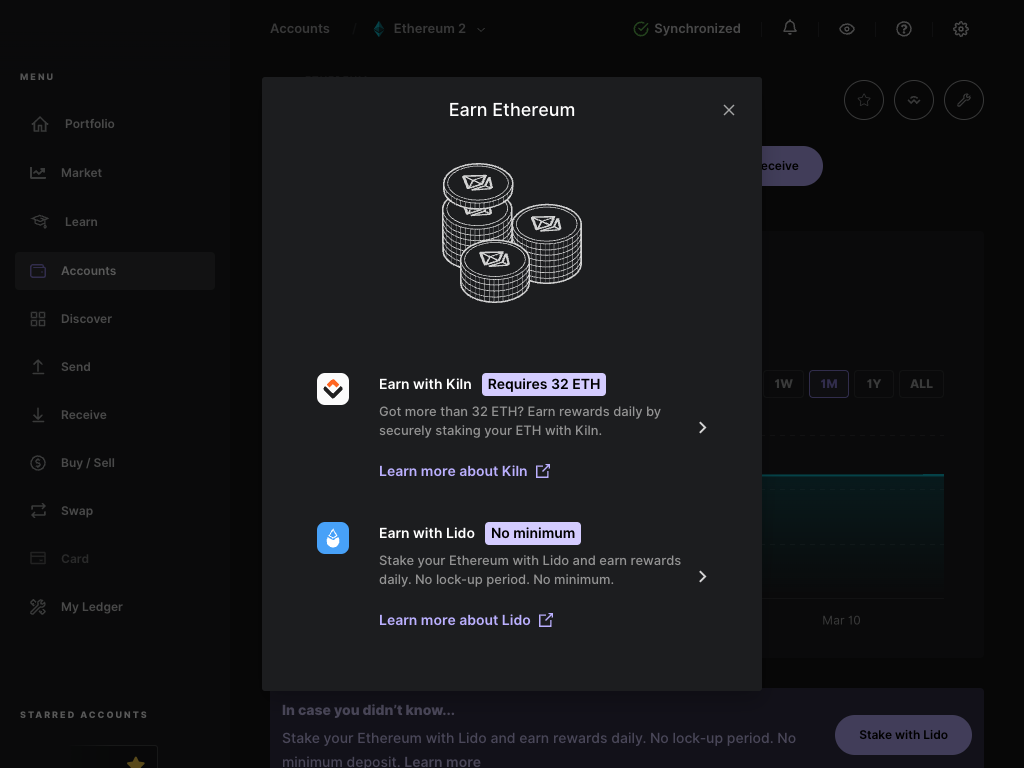 Accounts / Ethereum 2
Synchronized
MENU
Portfolio
Market
Learn
Accounts
Discover
Send
Receive
Buy / Sell
Swap
Card
My Ledger
STARRED ACCOUNTS
Earn Ethereum
Earn with Kiln Requires 32 ETH
Got more than 32 ETH? Earn rewards daily by
securely staking your ETH with Kiln.
Learn more about Kiln
Earn with Lido No minimum
Stake your Ethereum with Lido and earn rewards
daily. No lock-up period. No minimum.
Learn more about Lido
eceive
1W 1M 1Y ALL
Mar 10
In case you didn’t know...
Stake your Ethereum with Lido and earn rewards daily. No lock-up period. No
minimum deposit. Learn more
Stake with Lido